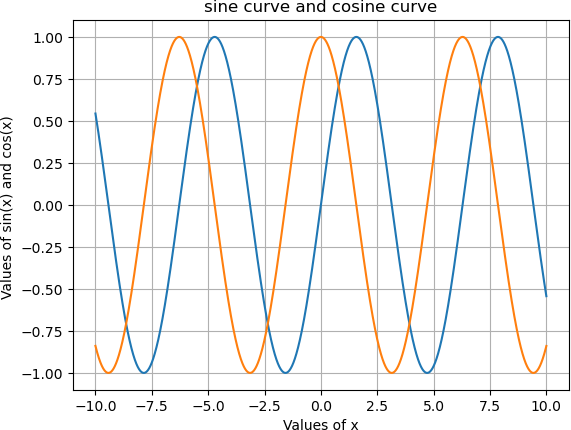 sine curve and cosine curve
Values of sin(x) and cos(x)
1.00
0.75
0.50
0.25
0.00
−0.25
−0.50
−0.75
−1.00
−10.0 −7.5 −5.0 −2.5 0.0 2.5 5.0 7.5 10.0
Values of x